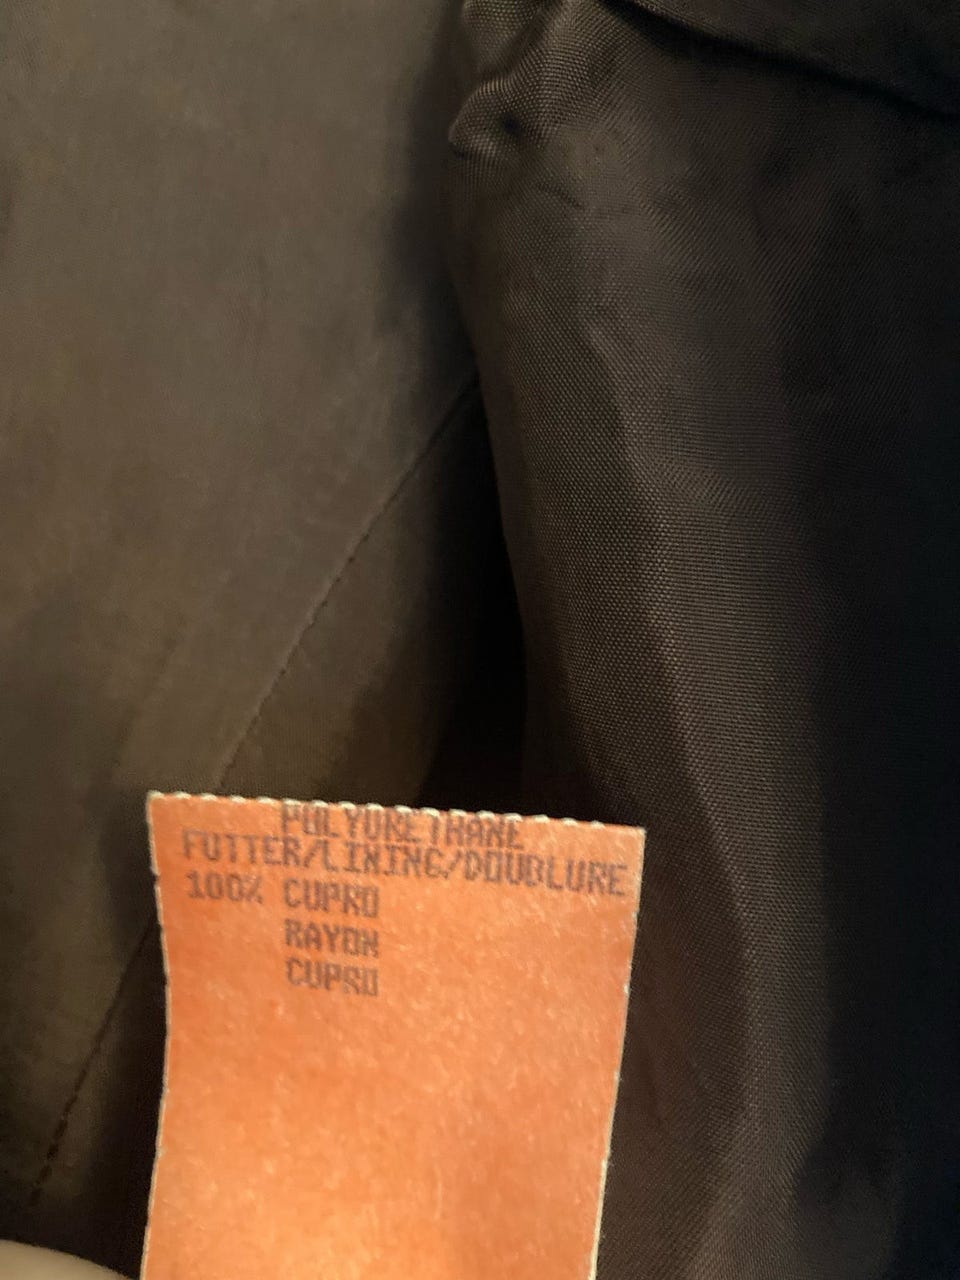 POLYURETHANE
FUTTER/LINING/DOUBLURE
100% CUPRO
RAYON
CUPRO